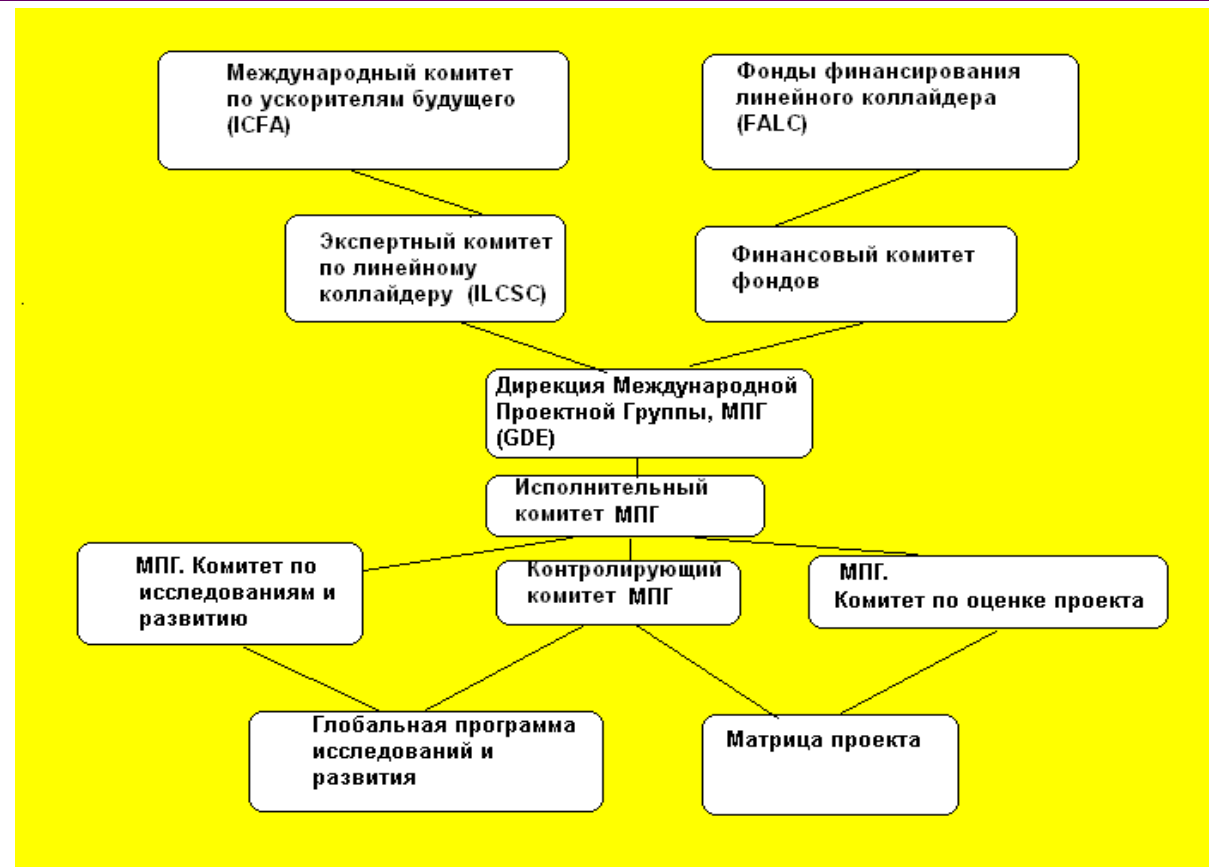 Международный комитет
по ускорителям будущего
(ICFA)
Фонды финансирования
линейного коллайдера
(FALC)
Экспертный комитет
по линейному
коллайдеру (ILCSC)
Финансовый комитет
фондов
Дирекция Международной
Проектной Группы, МПГ
(GDE)
Исполнительный
комитет МПГ
МПГ. Комитет по
исследованиям и
развитию
Контролирующий
комитет МПГ
МПГ.
Комитет по оценке проекта
Глобальная программа
исследований и
развития
Матрица проекта